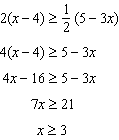 2(x – 4) ≥ 1/2 (5 – 3x)
4(x – 4) ≥ 5 – 3x
4x – 16 ≥ 5 – 3x
7x ≥ 21
x ≥ 3